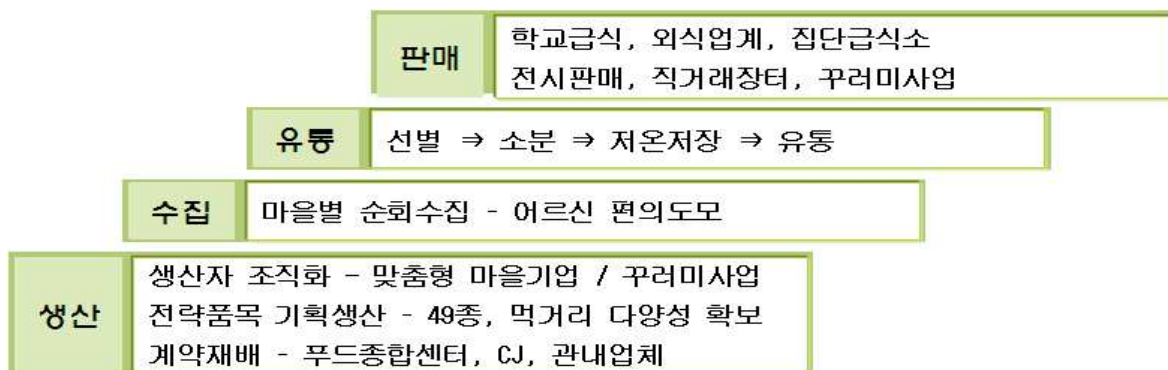 판매
학교급식, 외식업계, 집단급식소
전시판매, 직거래장터, 꾸러미사업
유통
선별 ⇒ 소분 ⇒ 저온저장 ⇒ 유통
수집
마을별 순회수집 - 어르신 편의도모
생산
생산자 조직화 - 맞춤형 마을기업 / 꾸러미사업
전략품목 기획생산 - 49종, 먹거리 다양성 확보
계약재배 - 푸드종합센터, CJ, 관내업체